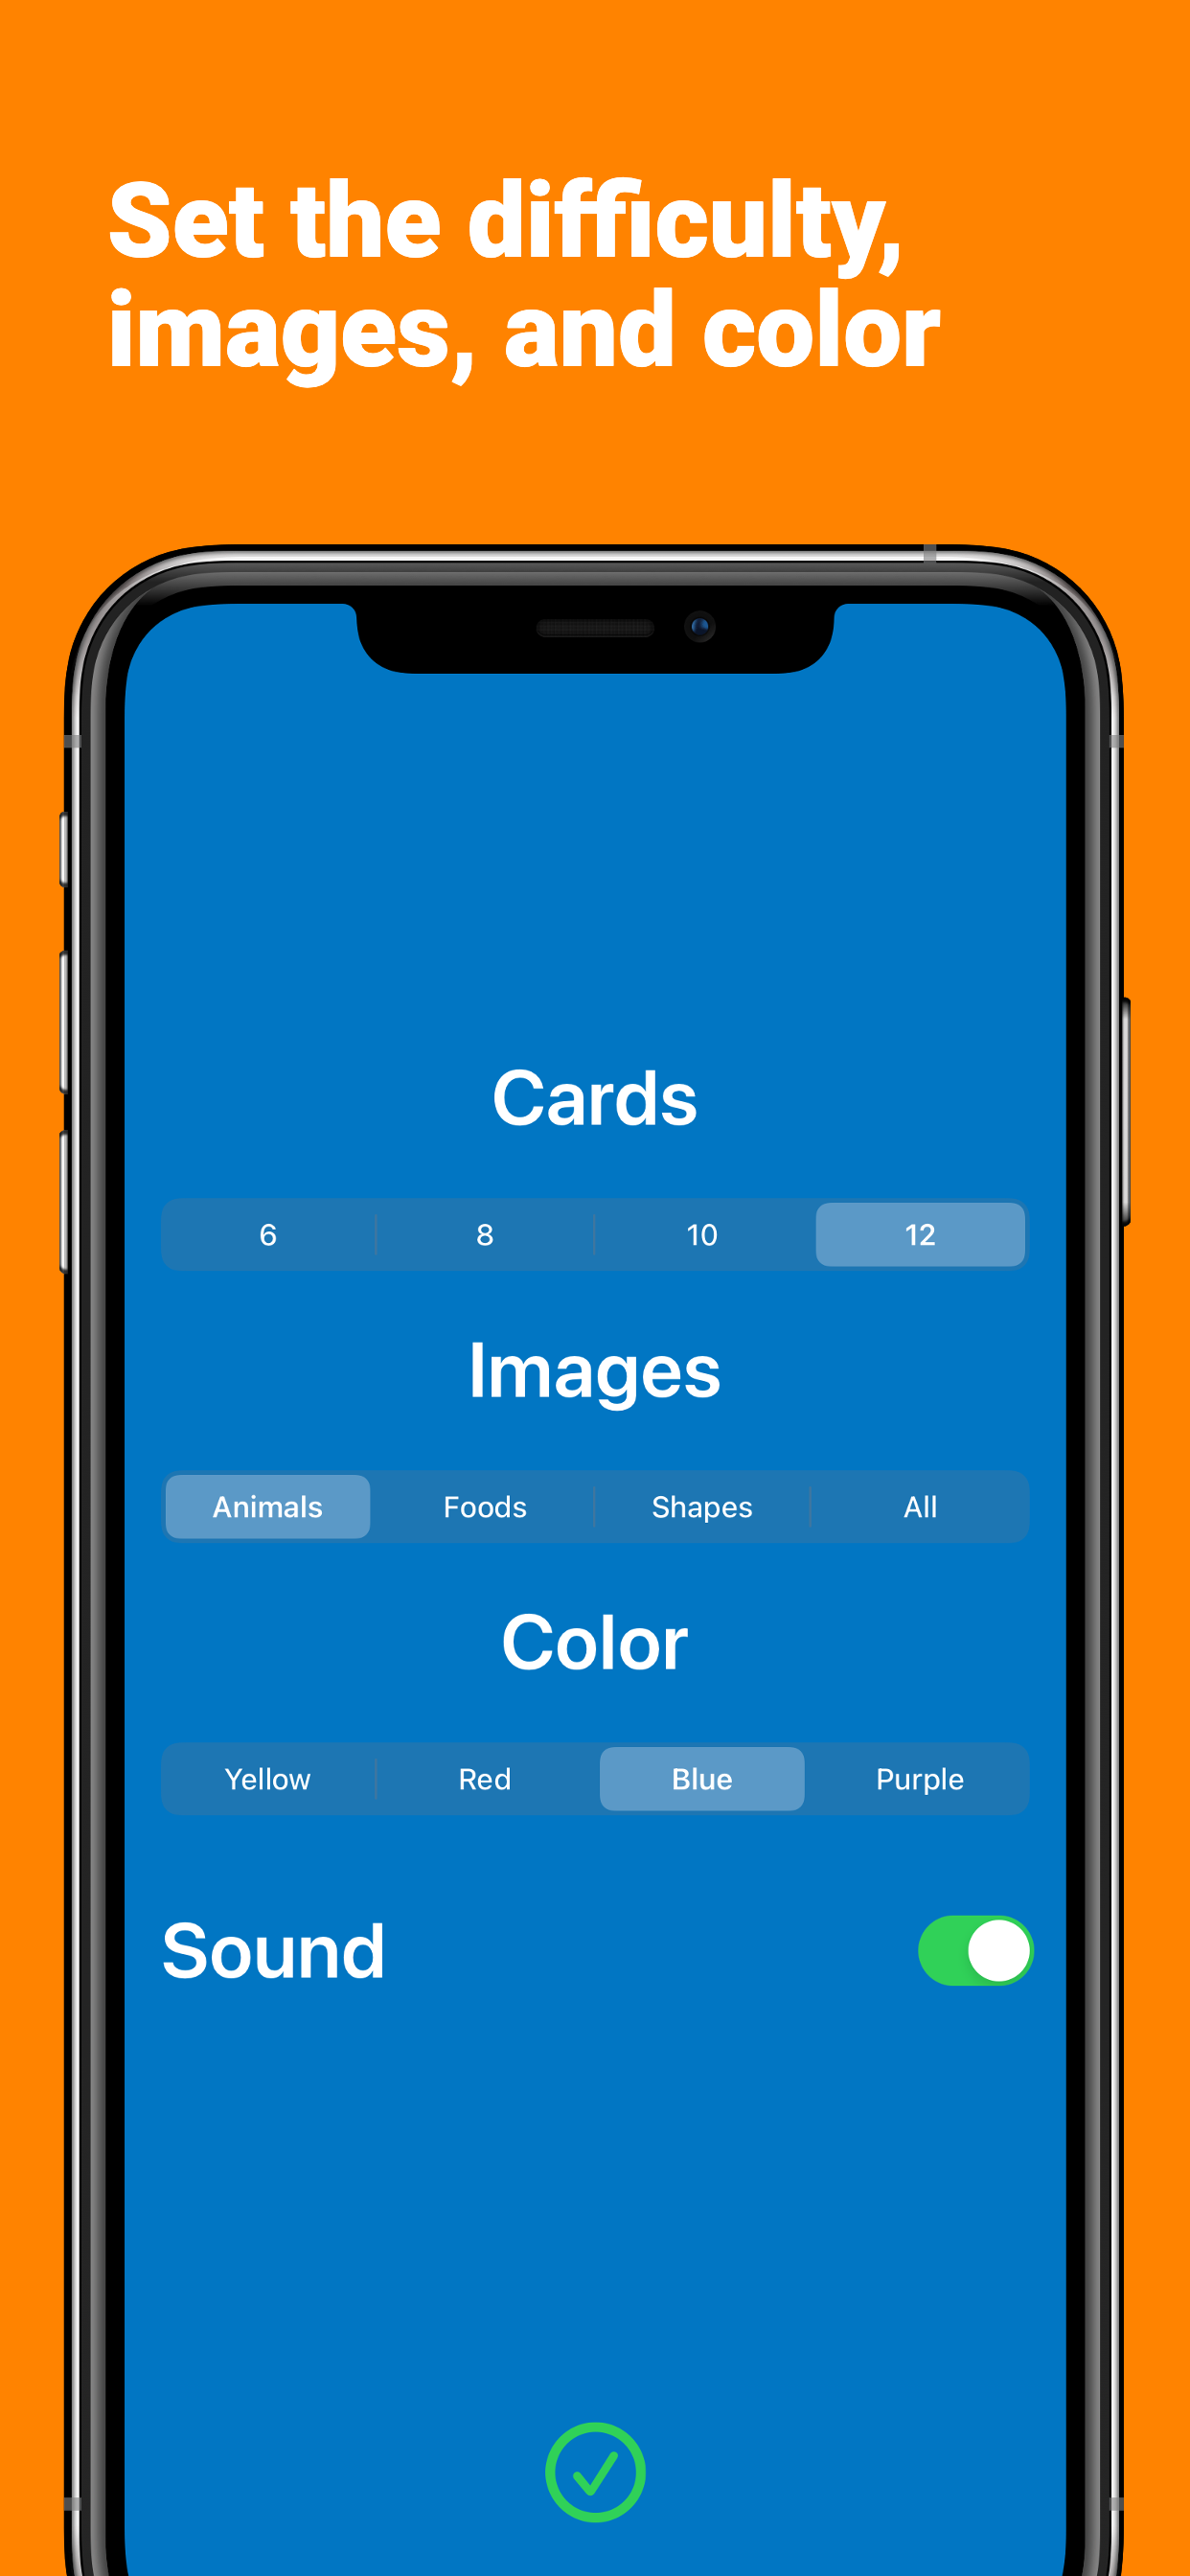 Set the difficulty,
images, and color
Cards
6 8 10 12
Images
Animals Foods Shapes All
Color
Yellow Red Blue Purple
Sound